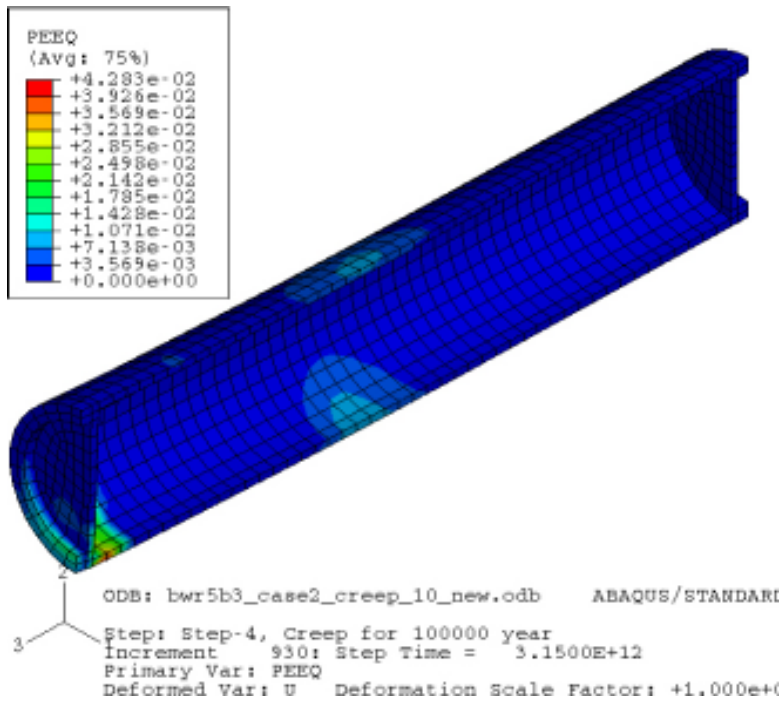 PEEQ
(Avg: 75%)
+4.283e-02
+3.926e-02
+3.569e-02
+3.212e-02
+2.855e-02
+2.498e-02
+2.142e-02
+1.785e-02
+1.428e-02
+1.071e-02
+7.138e-03
+3.569e-03
+0.000e+00
2
3
ODB: bwr5b3_case2_creep_10_new.odb ABAQUS/STANDARD
Step: Step-4, Creep for 100000 year
Increment 930: Step Time = 3.1500E+12
Primary Var: PEEQ
Deformed Var: U Deformation Scale Factor: +1.000e+0